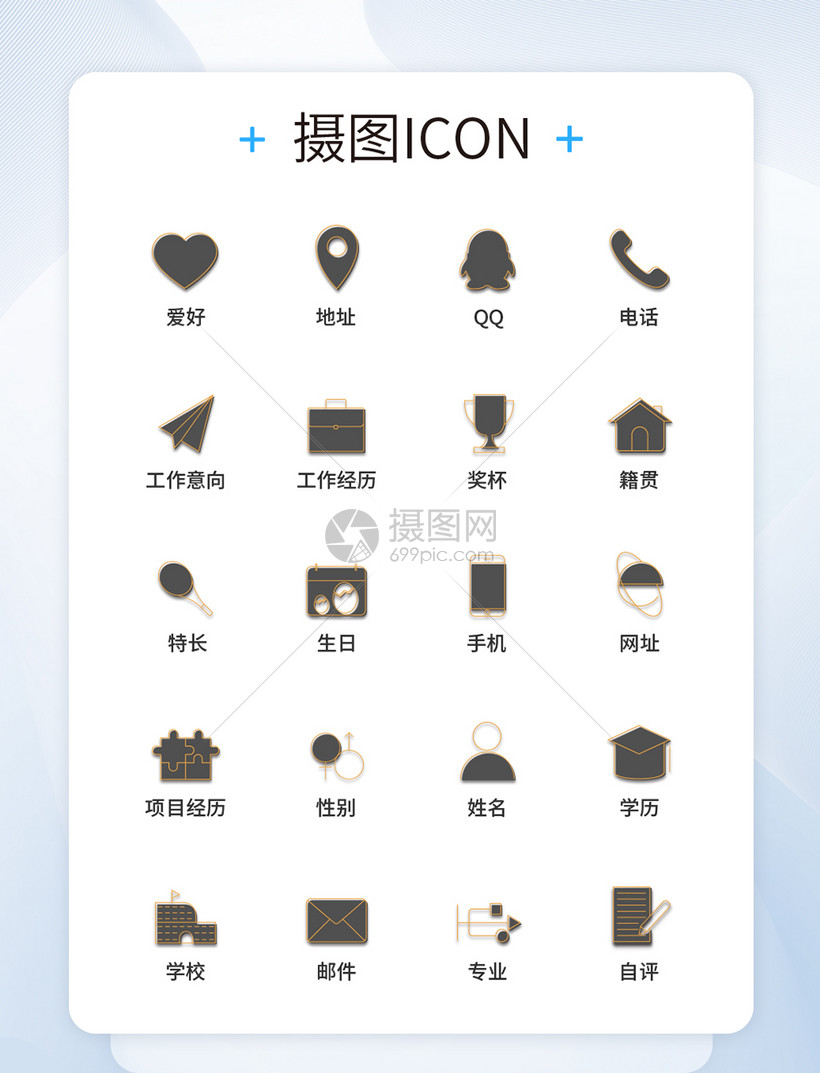 + 摄图ICON +
爱好 地址 QQ 电话
工作意向 工作经历 奖杯 籍贯
摄图网
699pic.com
特长 生日 手机 网址
项目经历 性别 姓名 学历
学校 邮件 专业 自评